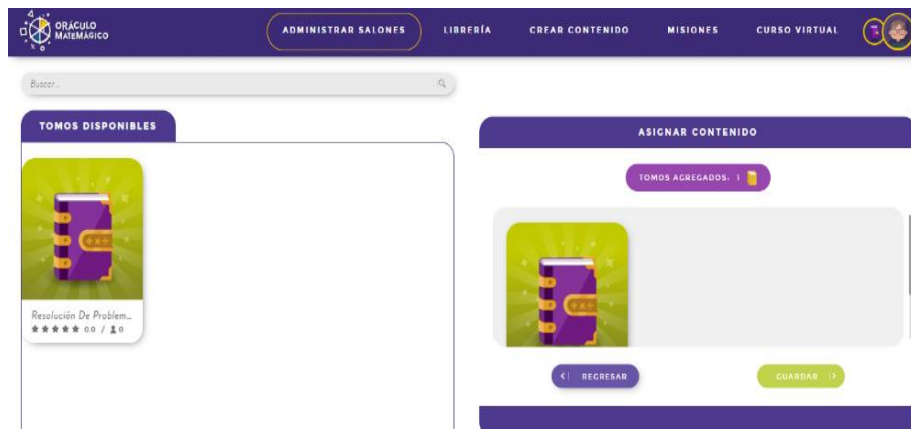 ORÁCULO
MATEMÁGICO
ADMINISTRAR SALONES
LIBRERÍA
CREAR CONTENIDO
MISIONES
CURSO VIRTUAL
Buscar...
TOMOS DISPONIBLES
Resolución De Problem...
0.0 / 0
ASIGNAR CONTENIDO
TOMOS AGREGADOS: 1
REGRESAR
GUARDAR